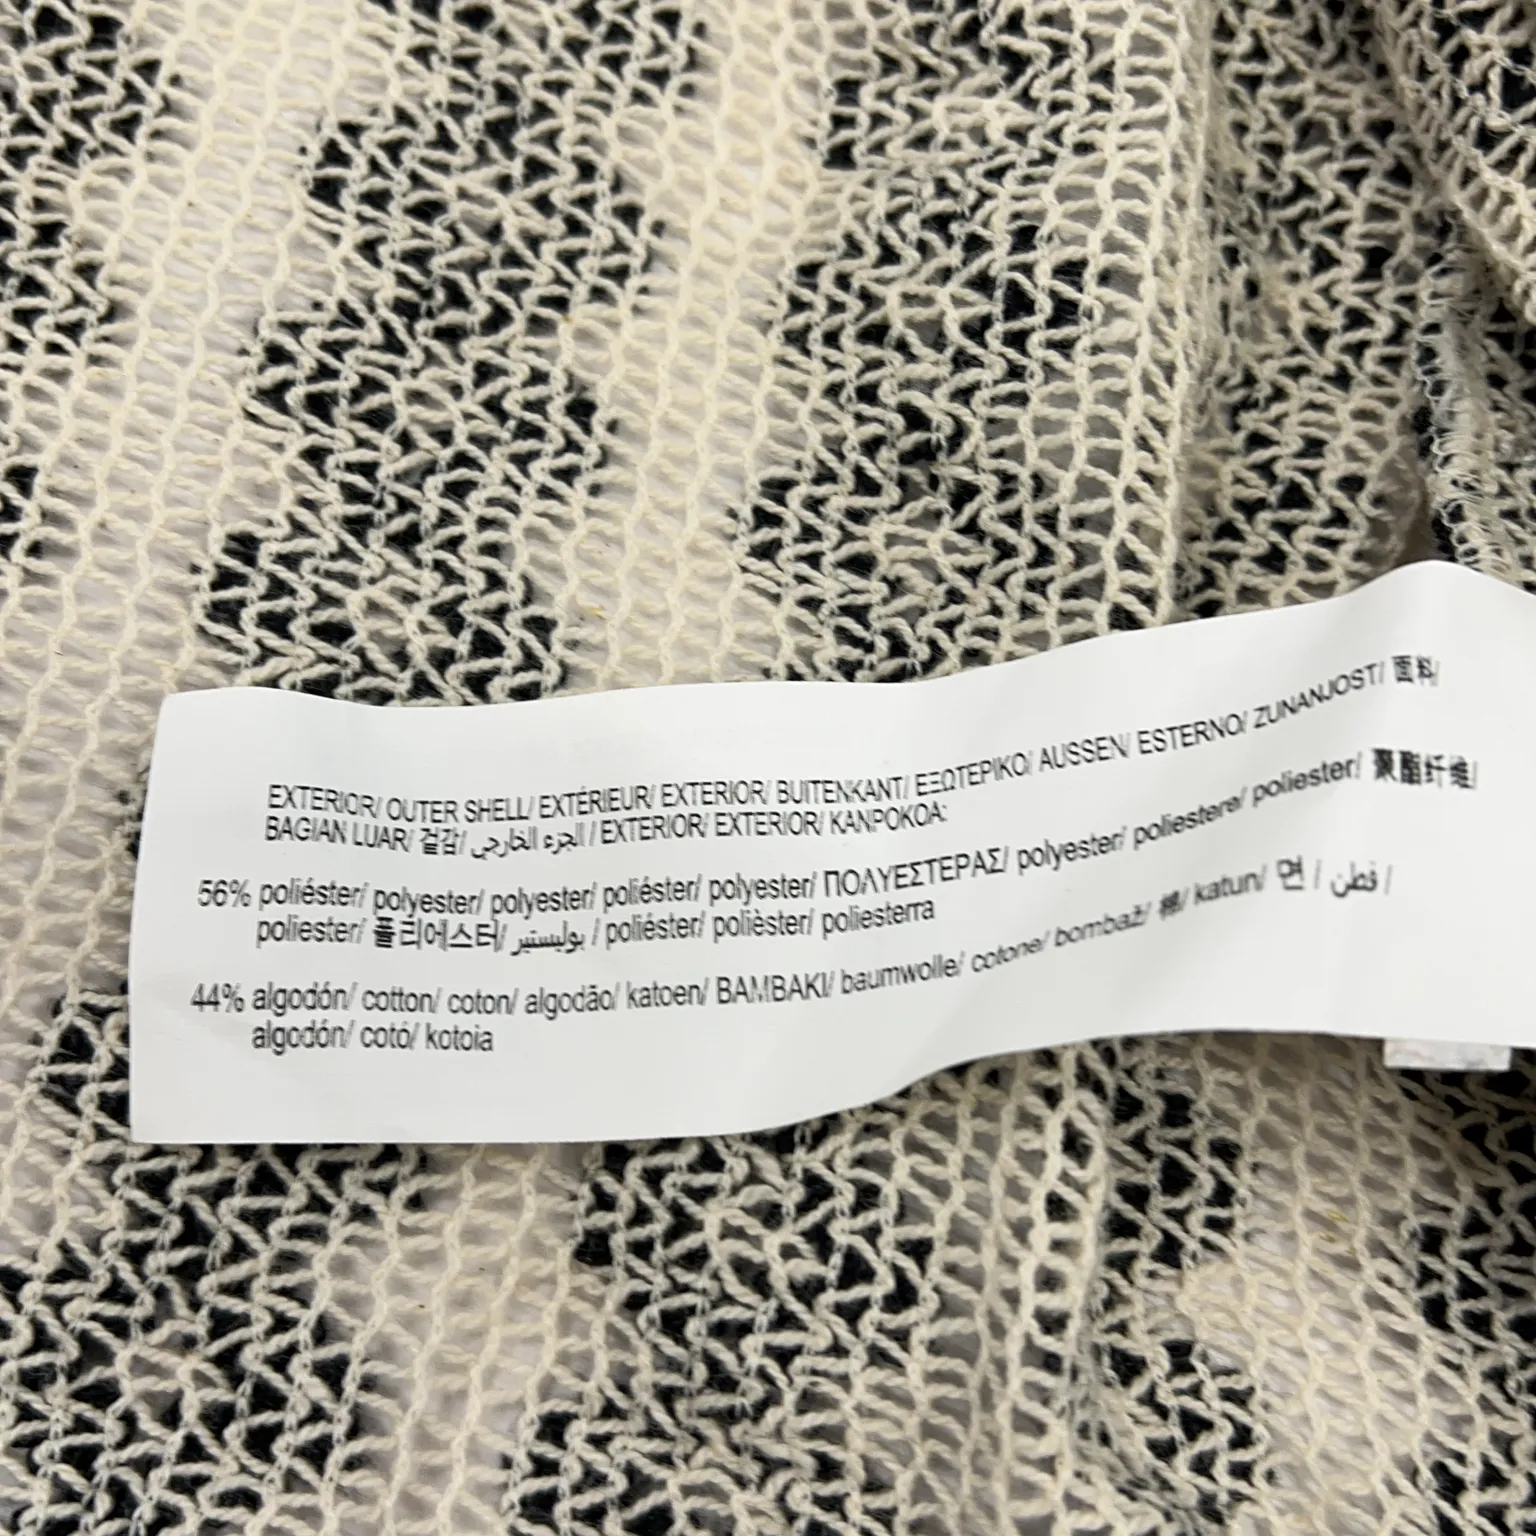 EXTERIOR/ OUTER SHELL/ EXTÉRIEUR/ EXTERIOR/ BUITENKANT/ ΕΞΩΤΕΡΙΚΟ/ AUSSEN/ ESTERNO/ ZUNANJOST/ 面料/
BAGIAN LUAR/ 겉감/ الجزء الخارجي / EXTERIOR/ EXTERIOR/ KANPOKOA:
56% poliéster/ polyester/ polyester/ poliéster/ polyester/ ΠΟΛΥΕΣΤΕΡΑΣ/ polyester/ poliestere/ poliester/ 聚酯纤维/
poliester/ 폴리에스터/ بوليستير / poliéster/ polièster/ poliesterra
44% algodón/ cotton/ coton/ algodão/ katoen/ BAMBAKI/ baumwolle/ cotone/ bombaž/ 棉/ katun/ 면 / قطن /
algodón/ cotó/ kotoia